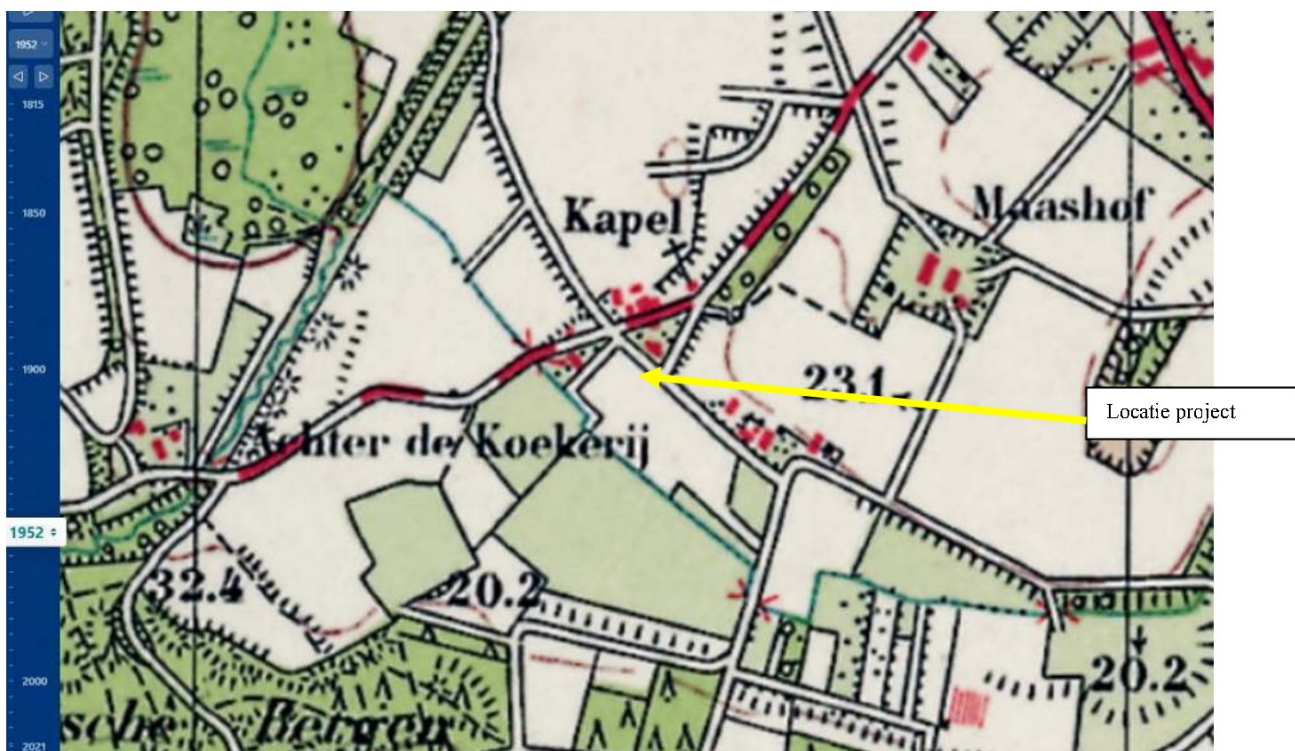 1952
1815
1850
1900
1952
2000
2021
Kapel
Maashof
23.1
Locatie project
Achter de Koekerij
32.4
20.2
20.2
sche Bergen